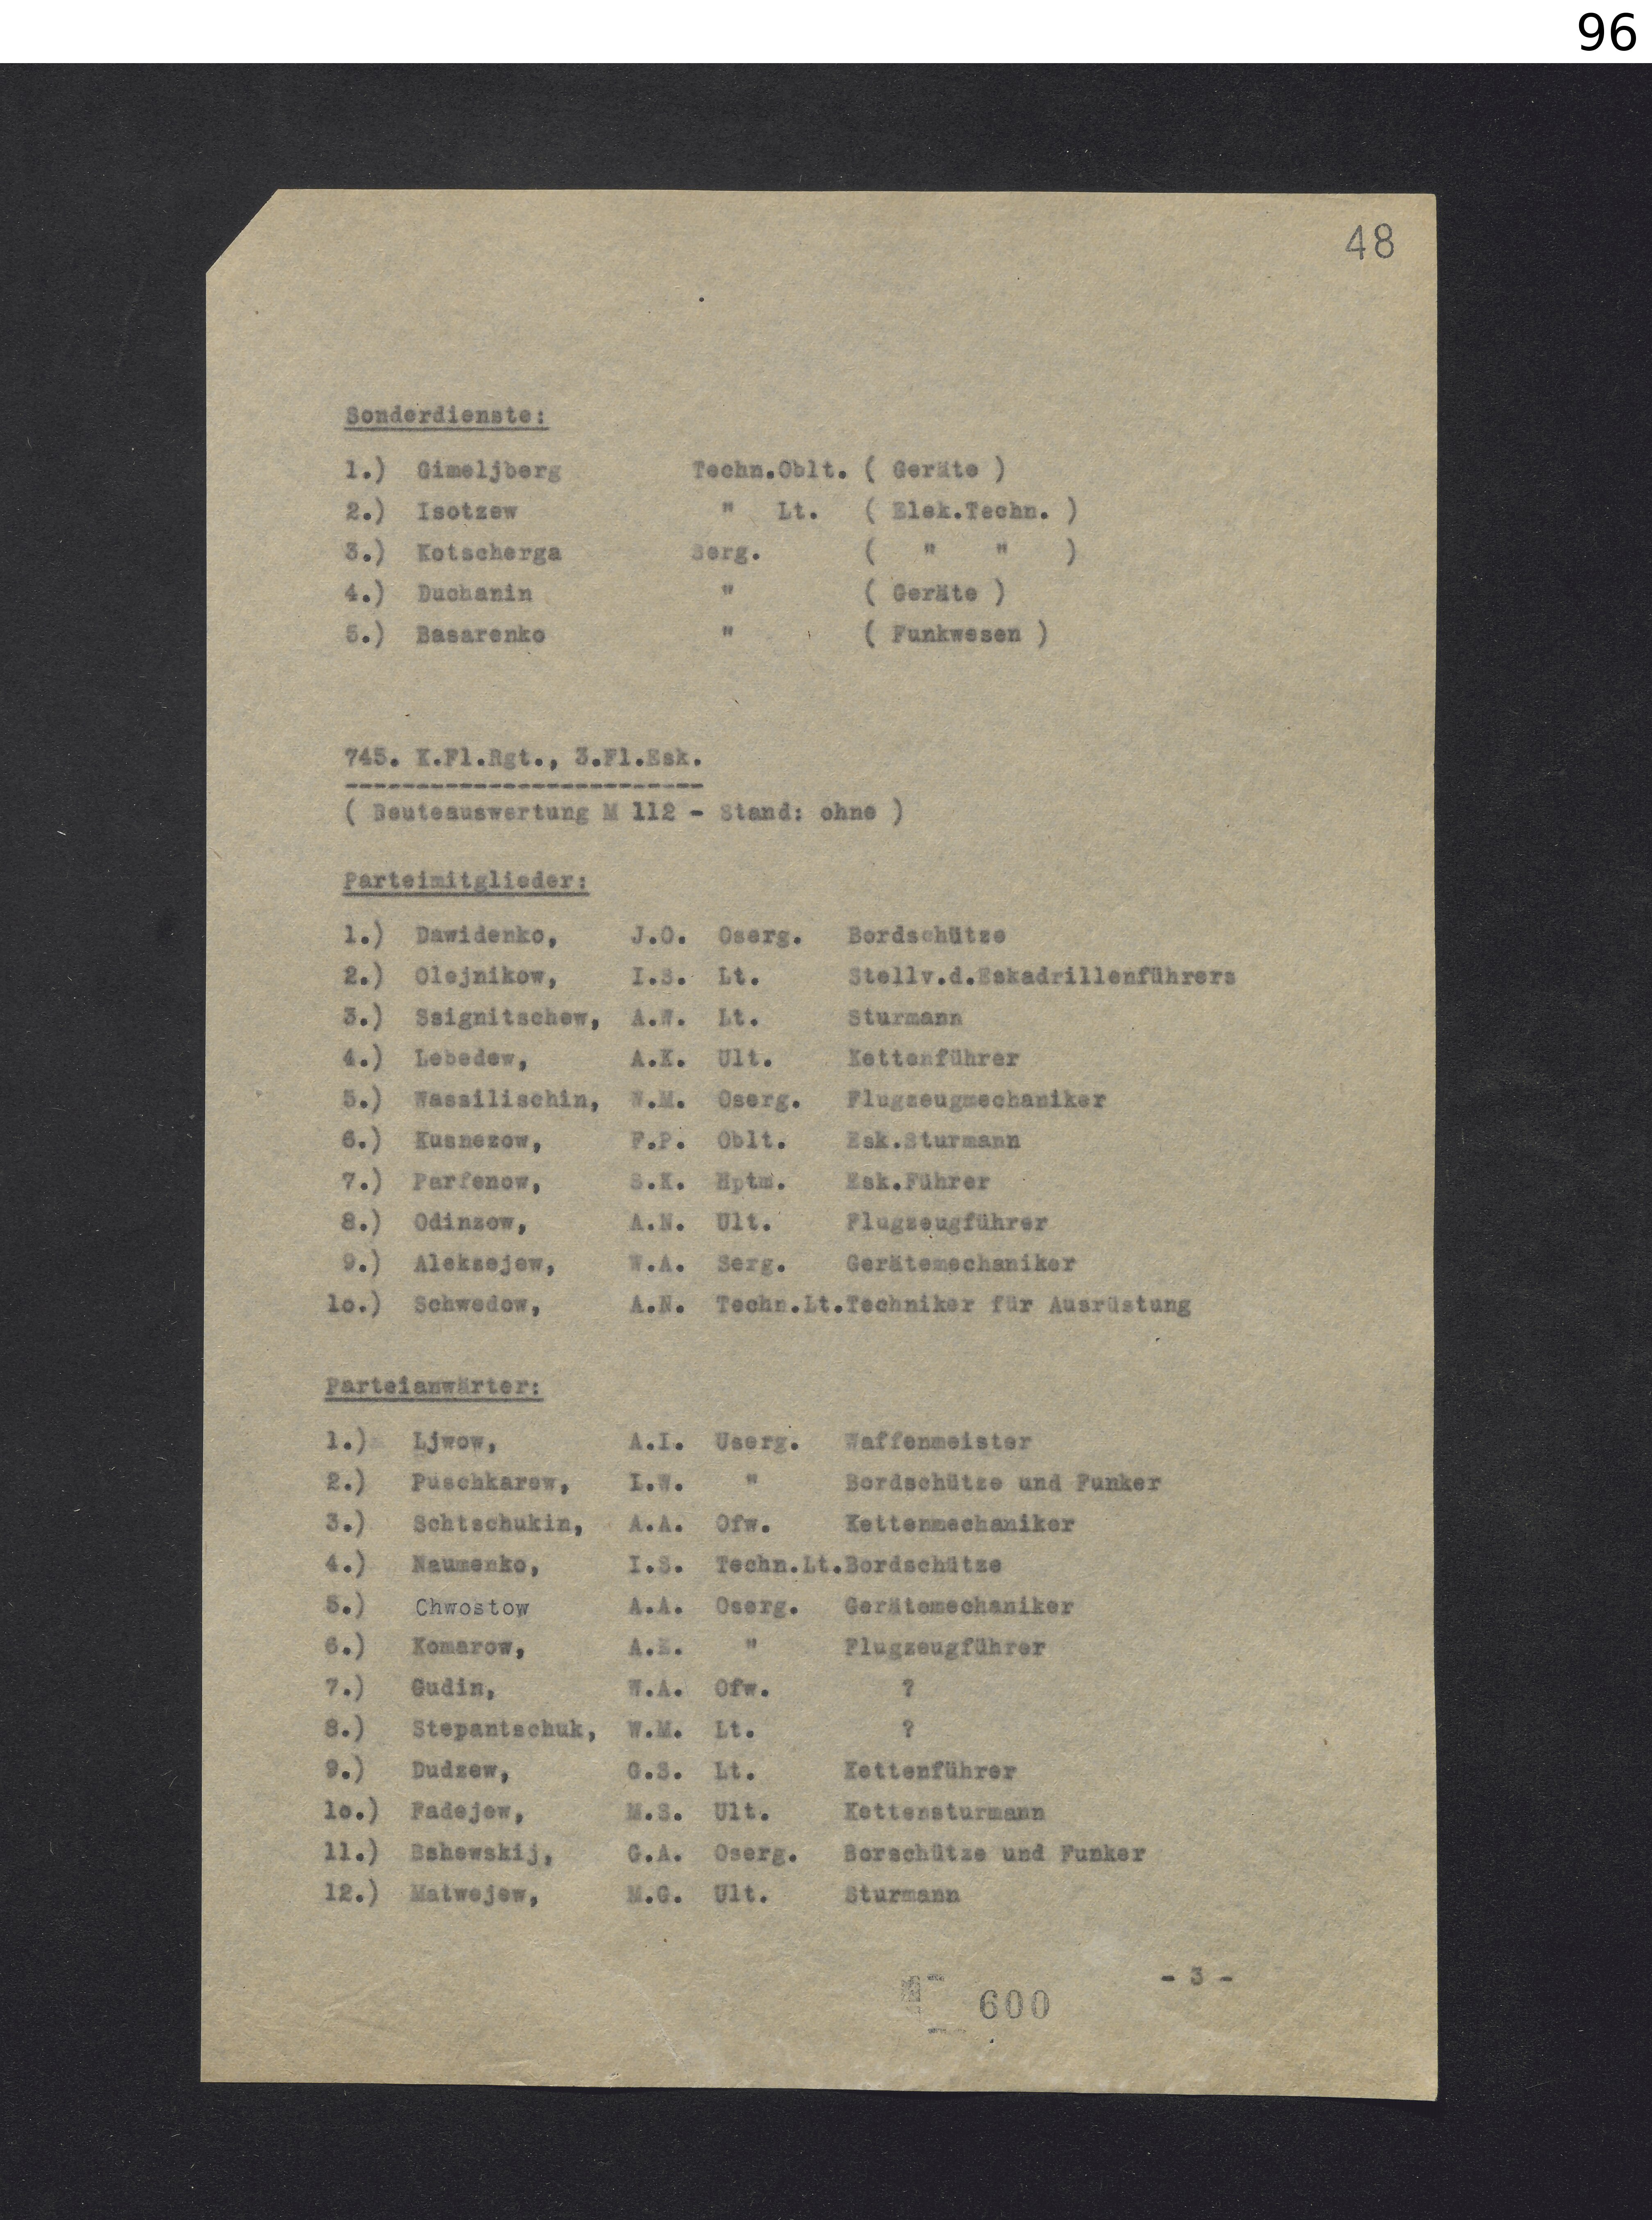 96
48
Sonderdienste:
1.) Gimeljberg Techn.Oblt. ( Geräte )
2.) Isotzew " Lt. ( Elek.Techn. )
3.) Kotscherga Serg. ( " " )
4.) Duchanin " ( Geräte )
5.) Basarenko " ( Funkwesen )
745. K.Fl.Rgt., 3.Fl.Esk.
( Beuteauswertung M 112 - Stand: ohne )
Parteimitglieder:
1.) Dawidenko, J.O. Oserg. Bordschütze
2.) Olejnikow, I.S. Lt. Stellv.d.Eskadrillenführers
3.) Ssignitschew, A.W. Lt. Sturmann
4.) Lebedew, A.K. Ult. Kettenführer
5.) Wassilischin, W.M. Oserg. Flugzeugmechaniker
6.) Kusnezow, F.P. Oblt. Esk.Sturmann
7.) Parfenow, S.K. Hptm. Esk.Führer
8.) Odinzow, A.N. Ult. Flugzeugführer
9.) Aleksejew, W.A. Serg. Gerätemechaniker
1o.) Schwedow, A.N. Techn.Lt.Techniker für Ausrüstung
Parteianwärter:
1.) Ljwow, A.I. Userg. Waffenmeister
2.) Puschkarew, I.W. " Bordschütze und Funker
3.) Schtschukin, A.A. Ofw. Kettenmechaniker
4.) Naumenko, I.S. Techn.Lt.Bordschütze
5.) Chwostow A.A. Oserg. Gerätemechaniker
6.) Komarow, " Flugzeugführer
7.) Gudin, W.A. Ofw. ?
8.) Stepantschuk, W.M. Lt. ?
9.) Dudzew, G.S. Lt. Kettenführer
1o.) Fadejew, M.S. Ult. Kettensturmann
11.) Bshewskij, G.A. Oserg. Borschütze und Funker
12.) Matwejew, M.G. Ult. Sturmann
- 3 -
600